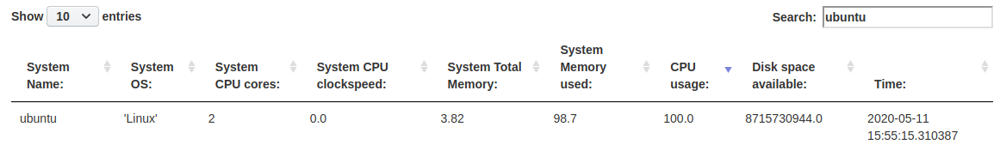 Show 10 entries Search: ubuntu
System Name: System OS: System CPU cores: System CPU clockspeed: System Total Memory: System Memory used: CPU usage: Disk space available: Time:
ubuntu 'Linux' 2 0.0 3.82 98.7 100.0 8715730944.0 2020-05-11
15:55:15.310387